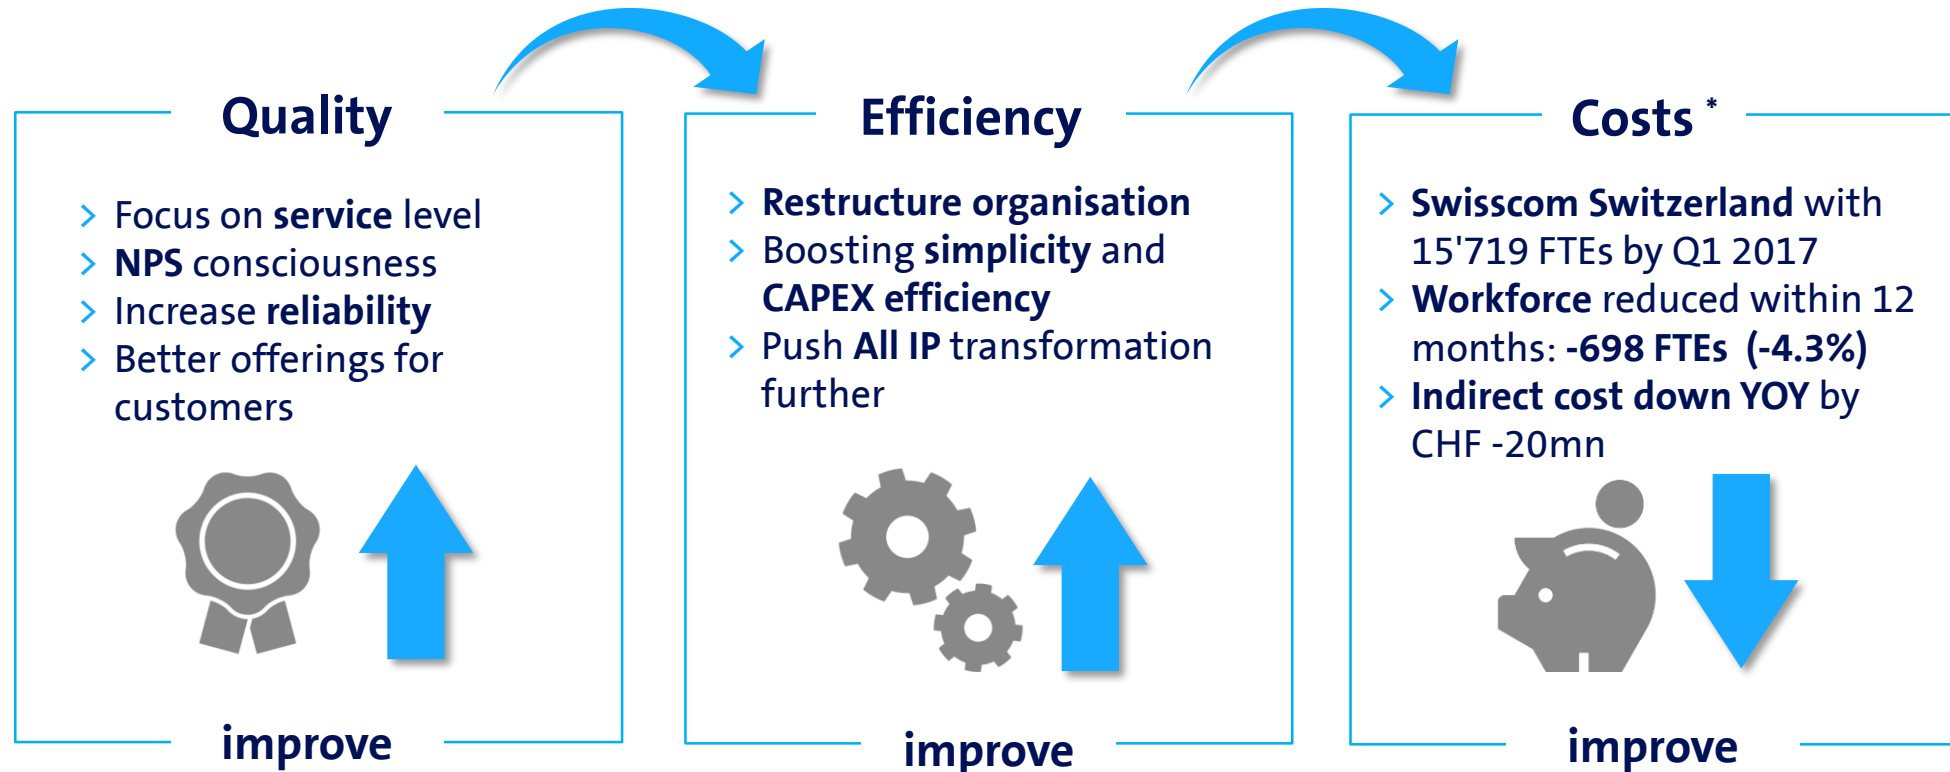 Quality
> Focus on service level
> NPS consciousness
> Increase reliability
> Better offerings for
customers
improve
Efficiency
> Restructure organisation
> Boosting simplicity and
CAPEX efficiency
> Push All IP transformation
further
improve
Costs *
> Swisscom Switzerland with
15'719 FTEs by Q1 2017
> Workforce reduced within 12
months: -698 FTEs (-4.3%)
> Indirect cost down YOY by
CHF -20mn
improve